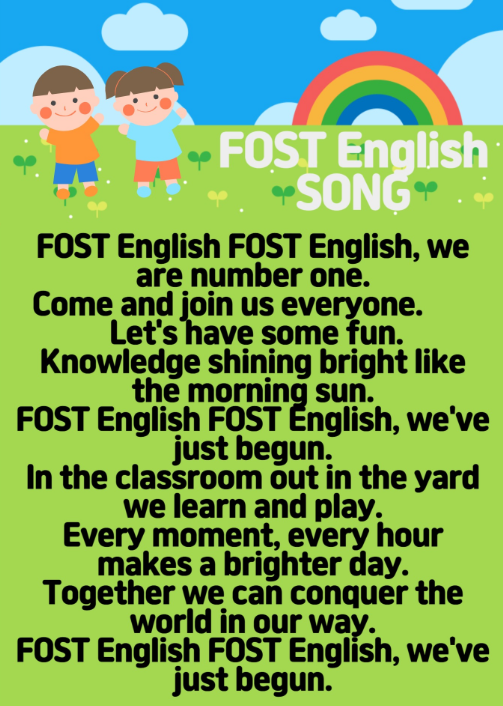 FOST English
SONG
FOST English FOST English, we
are number one.
Come and join us everyone.
Let's have some fun.
Knowledge shining bright like
the morning sun.
FOST English FOST English, we've
just begun.
In the classroom out in the yard
we learn and play.
Every moment, every hour
makes a brighter day.
Together we can conquer the
world in our way.
FOST English FOST English, we've
just begun.